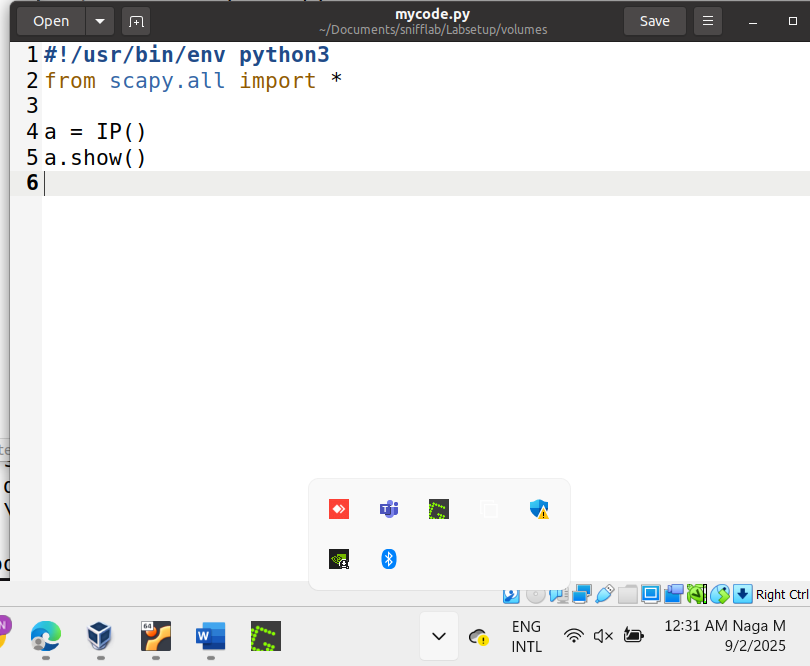 Open
mycode.py
~/Documents/snifflab/Labsetup/volumes
Save
1 #!/usr/bin/env python3
2 from scapy.all import *
3
4 a = IP()
5 a.show()
6
Right Ctrl
64
W
ENG
INTL
12:31 AM Naga M
9/2/2025